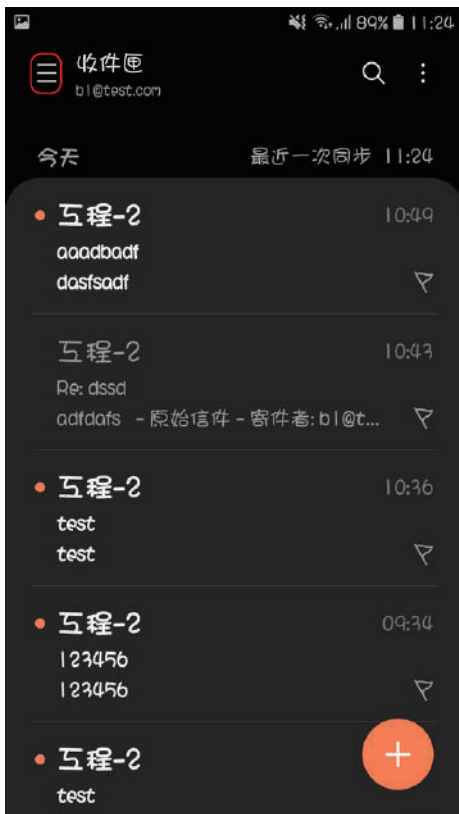 89% 11:24
收件匣
b1@test.com
今天 最近一次同步 11:24
互程-2 10:49
aaadbadf
dasfsadf
互程-2 10:43
Re: dssd
adfdafs - 原始信件 - 寄件者: b1@t...
互程-2 10:36
test
test
互程-2 09:34
123456
123456
互程-2
test